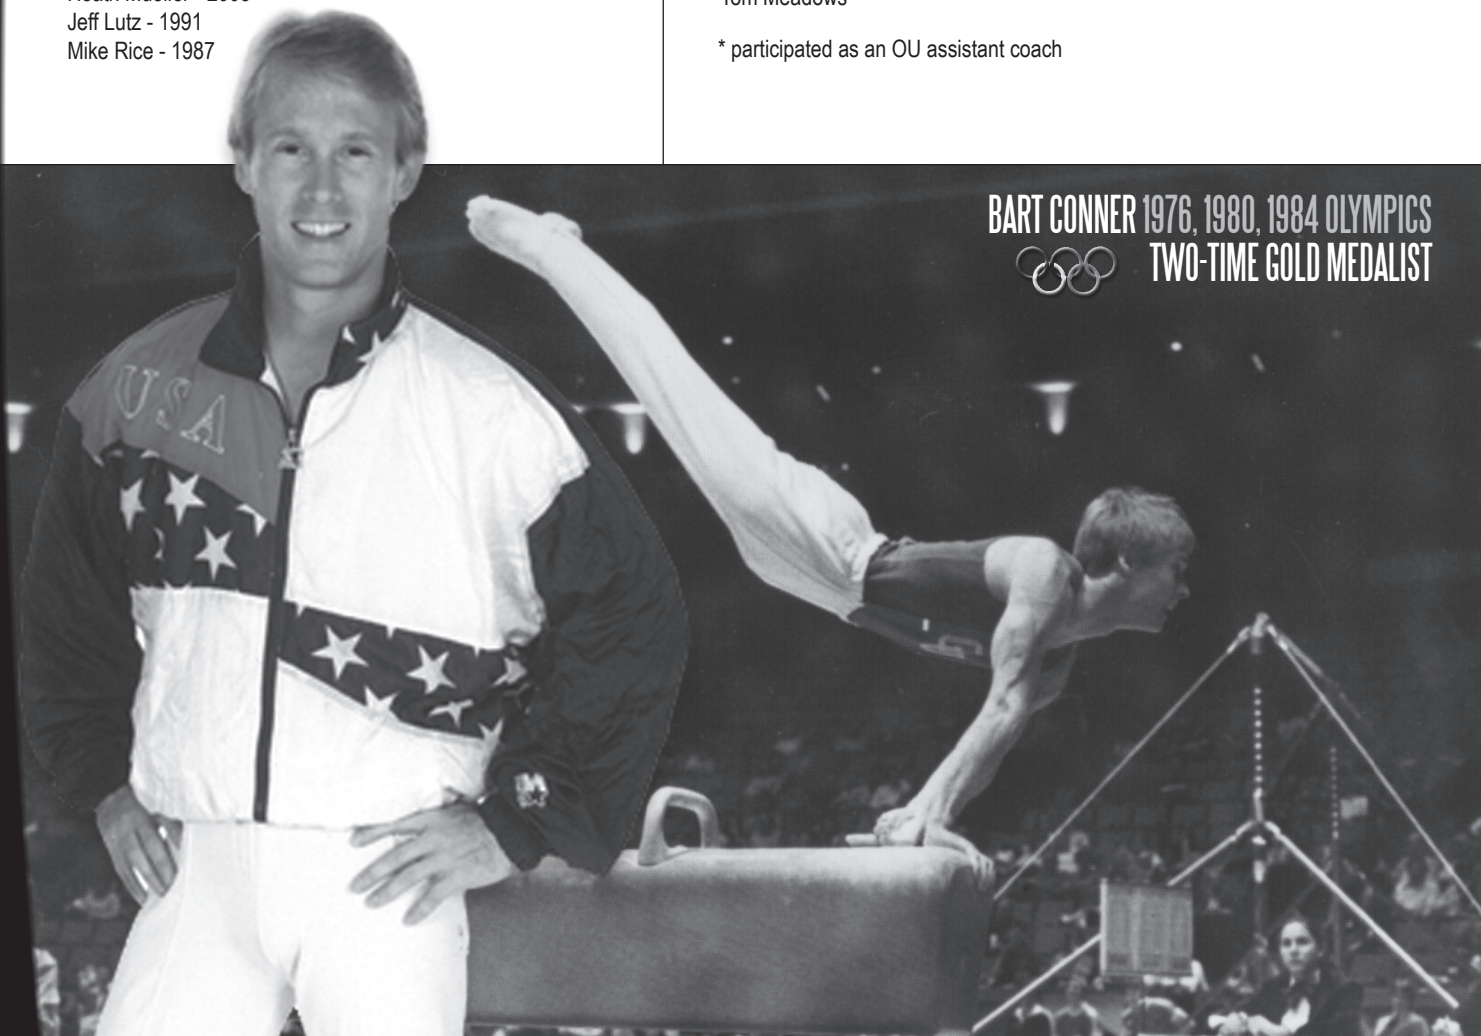 Jeff Lutz - 1991
Mike Rice - 1987
* participated as an OU assistant coach
BART CONNER 1976, 1980, 1984 OLYMPICS
TWO-TIME GOLD MEDALIST
USA